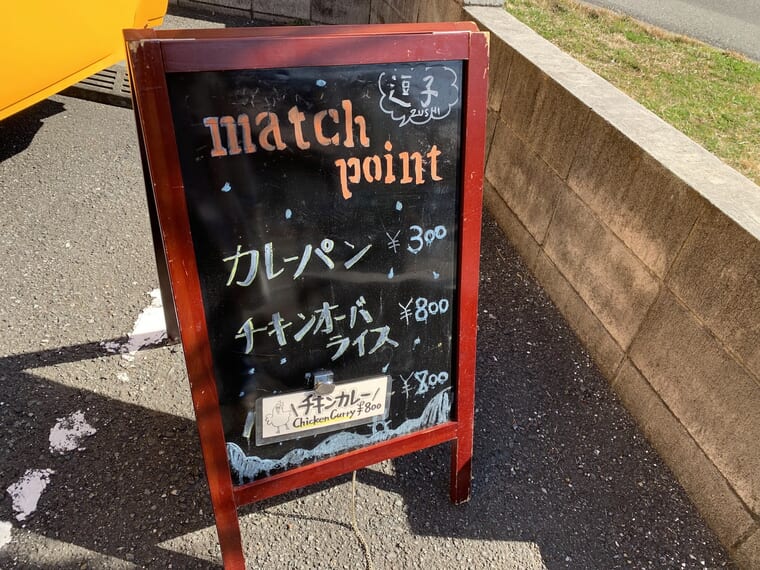 逗子
ZUSHI
match
point
カレーパン ¥300
チキンオーバ
ライス ¥800
¥800
\チキンカレー/
Chicken Curry ¥800